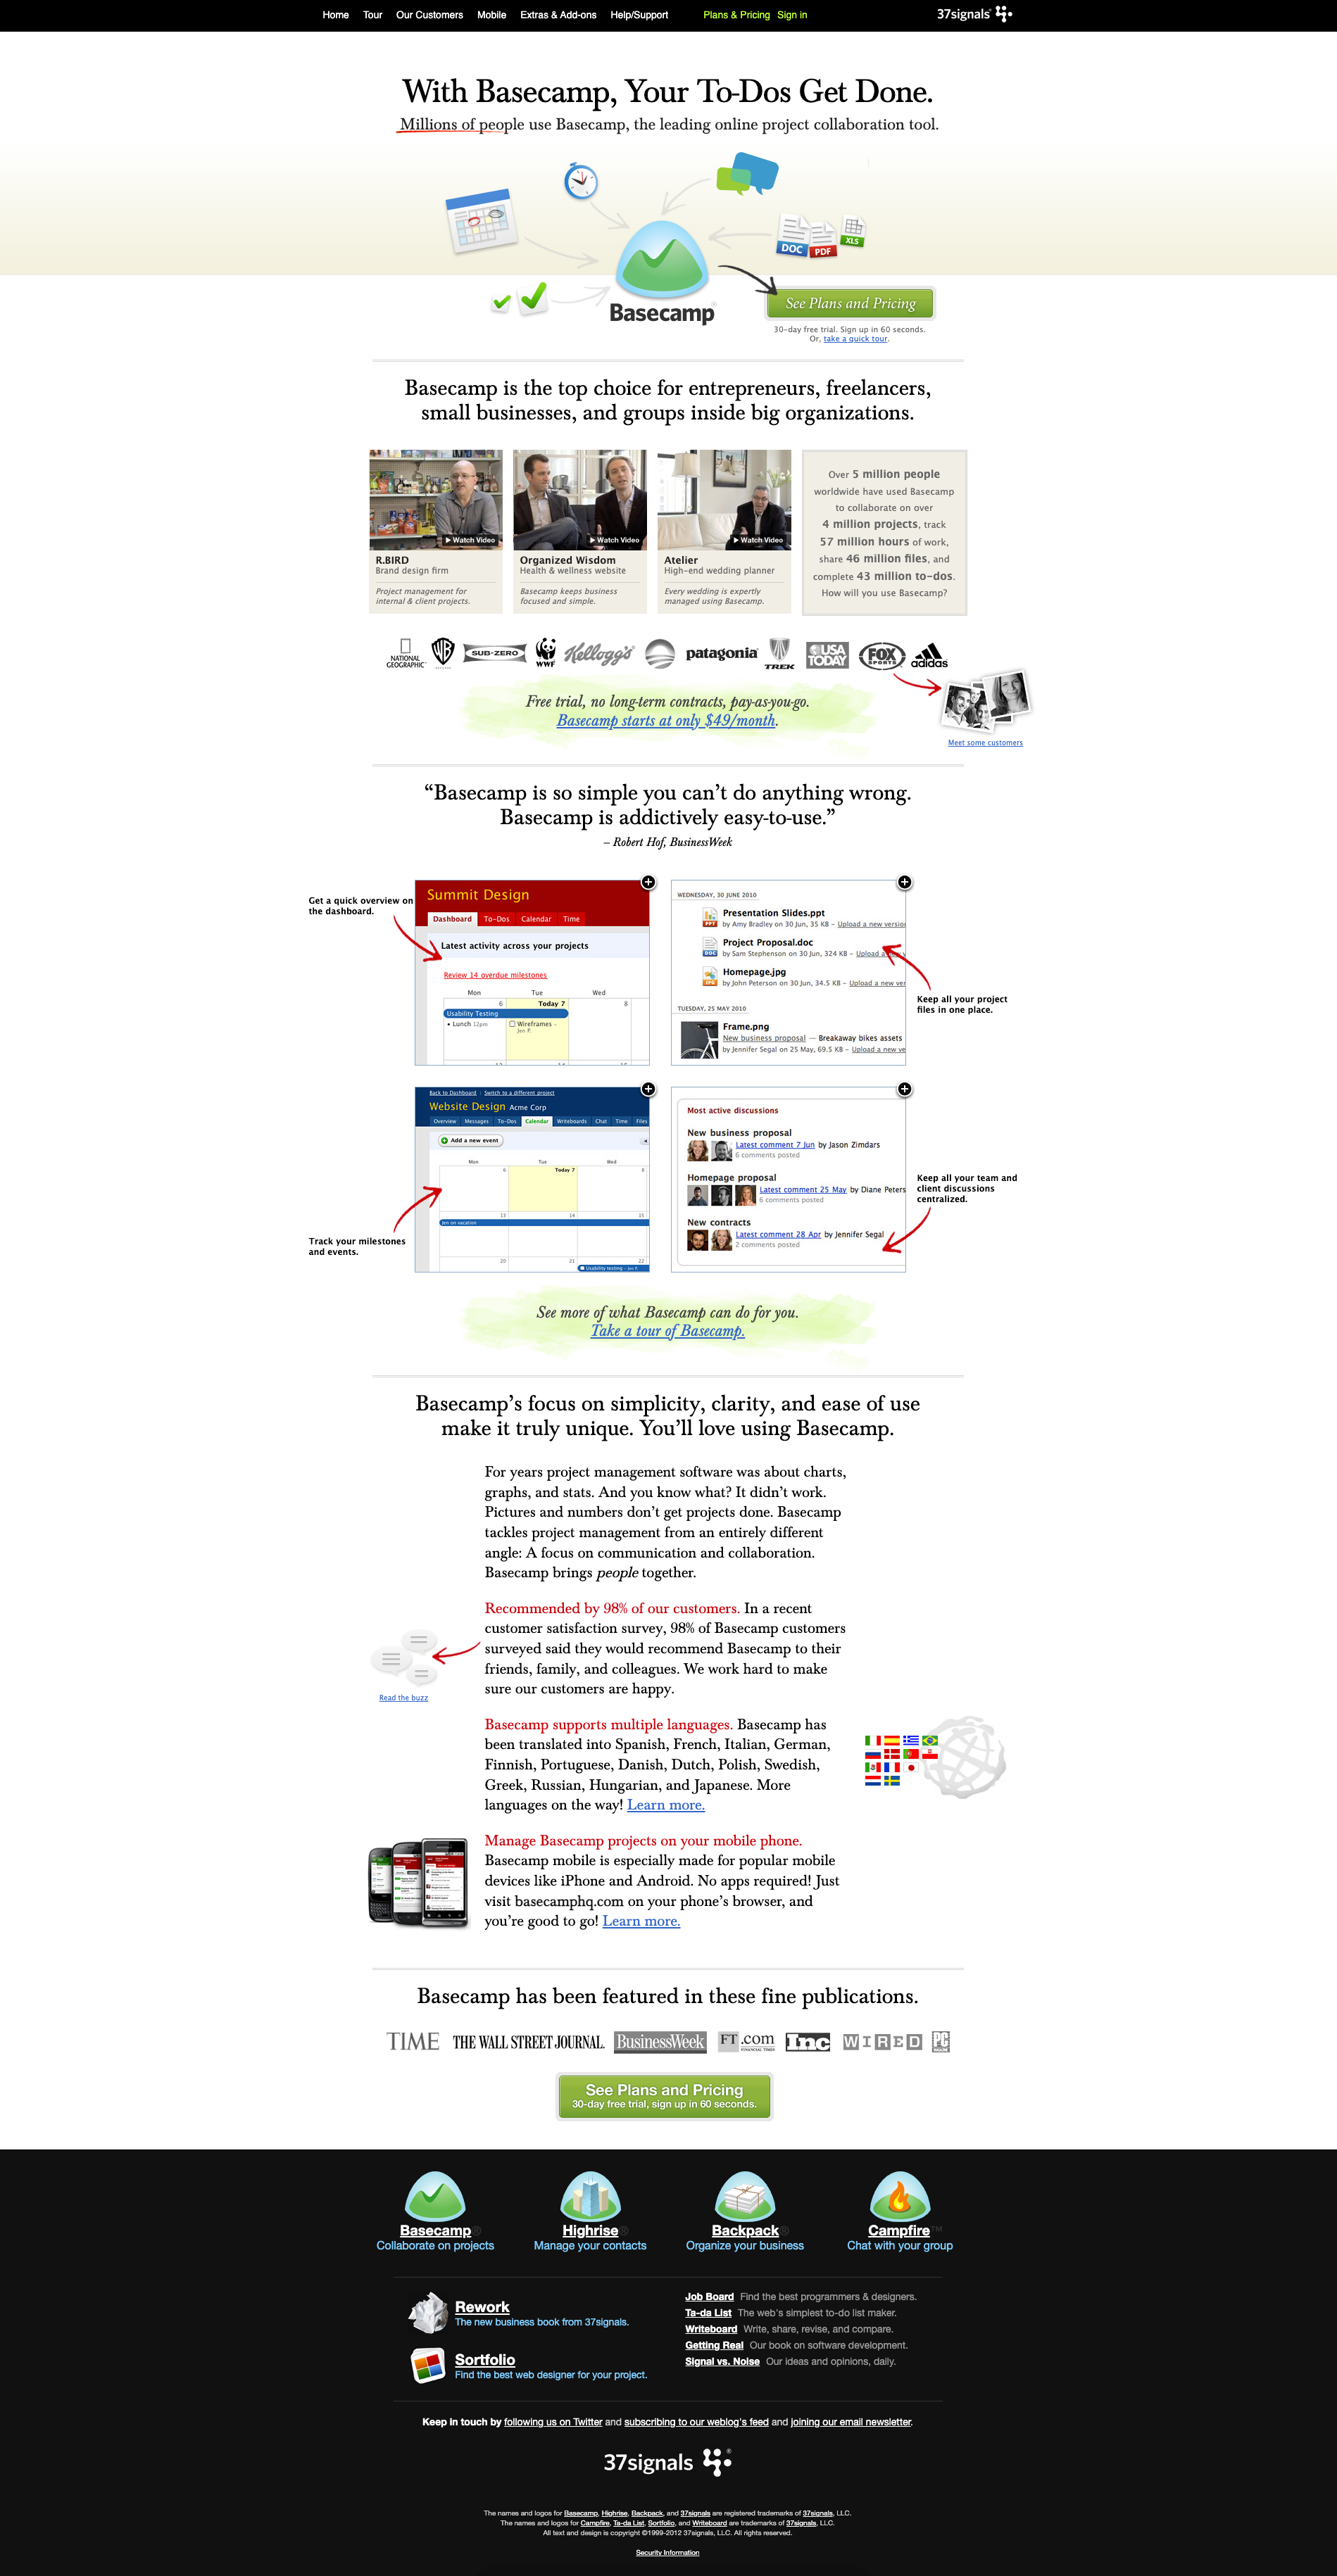 Home Tour Our Customers Mobile Extras & Add-ons Help/Support Plans & Pricing Sign in 37signals
With Basecamp, Your To-Dos Get Done.
Millions of people use Basecamp, the leading online project collaboration tool.
DOC PDF XLS
Basecamp®
See Plans and Pricing
30-day free trial. Sign up in 60 seconds.
Or, take a quick tour.
Basecamp is the top choice for entrepreneurs, freelancers,
small businesses, and groups inside big organizations.
Watch Video
R.BIRD
Brand design firm
Project management for
internal & client projects.
Watch Video
Organized Wisdom
Health & wellness website
Basecamp keeps business
focused and simple.
Watch Video
Atelier
High-end wedding planner
Every wedding is expertly
managed using Basecamp.
Over 5 million people
worldwide have used Basecamp
to collaborate on over
4 million projects, track
57 million hours of work,
share 46 million files, and
complete 43 million to-dos.
How will you use Basecamp?
NATIONAL GEOGRAPHIC WB SUB-ZERO WWF Kellogg's patagonia TREK USA TODAY FOX SPORTS adidas
Free trial, no long-term contracts, pay-as-you-go.
Basecamp starts at only $49/month.
Meet some customers
“Basecamp is so simple you can’t do anything wrong.
Basecamp is addictively easy-to-use.”
– Robert Hof, BusinessWeek
Get a quick overview on
the dashboard.
Summit Design
Dashboard To-Dos Calendar Time
Latest activity across your projects
Review 14 overdue milestones
Mon Tue Wed
6 Today 7 8
Usability Testing
• Lunch 12pm Wireframes –
Jen F.
WEDNESDAY, 30 JUNE 2010
Presentation Slides.ppt
by Amy Bradley on 30 Jun, 35 KB – Upload a new version
Project Proposal.doc
by Sam Stephenson on 30 Jun, 324 KB – Upload a
Homepage.jpg
by John Peterson on 30 Jun, 34.5 KB – Upload a new ver
TUESDAY, 25 MAY 2010
Frame.png
New business proposal — Breakaway bikes assets
by Jennifer Segal on 25 May, 69.5 KB – Upload a new ve
Keep all your project
files in one place.
Back to Dashboard | Switch to a different project
Website Design Acme Corp
Overview Messages To-Dos Calendar Writeboards Chat Time Files
Add a new event
Mon Tue Wed
6 Today 7 8
13 14 15
Jen on vacation
20 21 22
Usability testing – Jen F.
Track your milestones
and events.
Most active discussions
New business proposal
Latest comment 7 Jun by Jason Zimdars
6 comments posted
Homepage proposal
Latest comment 25 May by Diane Peters
6 comments posted
New contracts
Latest comment 28 Apr by Jennifer Segal
2 comments posted
Keep all your team and
client discussions
centralized.
See more of what Basecamp can do for you.
Take a tour of Basecamp.
Basecamp’s focus on simplicity, clarity, and ease of use
make it truly unique. You’ll love using Basecamp.
For years project management software was about charts,
graphs, and stats. And you know what? It didn’t work.
Pictures and numbers don’t get projects done. Basecamp
tackles project management from an entirely different
angle: A focus on communication and collaboration.
Basecamp brings people together.
Recommended by 98% of our customers. In a recent
customer satisfaction survey, 98% of Basecamp customers
surveyed said they would recommend Basecamp to their
friends, family, and colleagues. We work hard to make
sure our customers are happy.
Read the buzz
Basecamp supports multiple languages. Basecamp has
been translated into Spanish, French, Italian, German,
Finnish, Portuguese, Danish, Dutch, Polish, Swedish,
Greek, Russian, Hungarian, and Japanese. More
languages on the way! Learn more.
Manage Basecamp projects on your mobile phone.
Basecamp mobile is especially made for popular mobile
devices like iPhone and Android. No apps required! Just
visit basecamphq.com on your phone’s browser, and
you’re good to go! Learn more.
Basecamp has been featured in these fine publications.
TIME THE WALL STREET JOURNAL. BusinessWeek FT.com FINANCIAL TIMES Inc WIRED PC
See Plans and Pricing
30-day free trial, sign up in 60 seconds.
Basecamp® Highrise® Backpack® Campfire™
Collaborate on projects Manage your contacts Organize your business Chat with your group
Rework
The new business book from 37signals.
Sortfolio
Find the best web designer for your project.
Job Board Find the best programmers & designers.
Ta-da List The web's simplest to-do list maker.
Writeboard Write, share, revise, and compare.
Getting Real Our book on software development.
Signal vs. Noise Our ideas and opinions, daily.
Keep in touch by following us on Twitter and subscribing to our weblog's feed and joining our email newsletter.
37signals®
The names and logos for Basecamp, Highrise, Backpack, and 37signals are registered trademarks of 37signals, LLC.
The names and logos for Campfire, Ta-da List, Sortfolio, and Writeboard are trademarks of 37signals, LLC.
All text and design is copyright ©1999-2012 37signals, LLC. All rights reserved.
Security Information